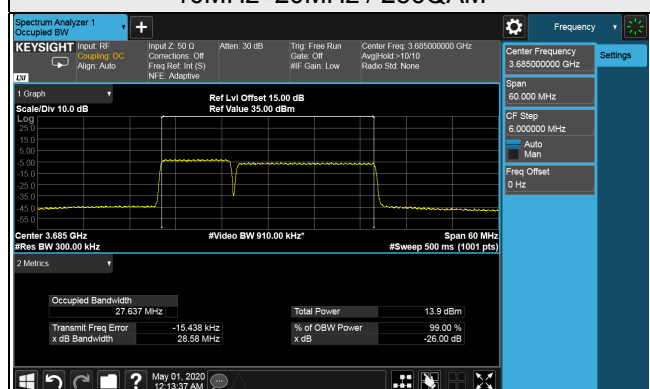 Spectrum Analyzer 1
Occupied BW
+
Frequency
KEYSIGHT
LXI
Input: RF
Coupling: DC
Align: Auto
Input Z: 50 Ω
Corrections: Off
Freq Ref: Int (S)
NFE: Adaptive
Atten: 30 dB
Trig: Free Run
Gate: Off
#IF Gain: Low
Center Freq: 3.685000000 GHz
Avg|Hold:>10/10
Radio Std: None
Center Frequency
3.685000000 GHz
Settings
Span
60.000 MHz
CF Step
6.000000 MHz
Auto
Man
Freq Offset
0 Hz
1 Graph
Scale/Div 10.0 dB
Ref Lvl Offset 15.00 dB
Ref Value 35.00 dBm
Log
25.0
15.0
5.00
-5.00
-15.0
-25.0
-35.0
-45.0
-55.0
Center 3.685 GHz
#Video BW 910.00 kHz*
Span 60 MHz
#Res BW 300.00 kHz
#Sweep 500 ms (1001 pts)
2 Metrics
Occupied Bandwidth
27.637 MHz
Total Power 13.9 dBm
Transmit Freq Error -15.438 kHz % of OBW Power 99.00 %
x dB Bandwidth 28.58 MHz x dB -26.00 dB
?
May 01, 2020
12:13:37 AM